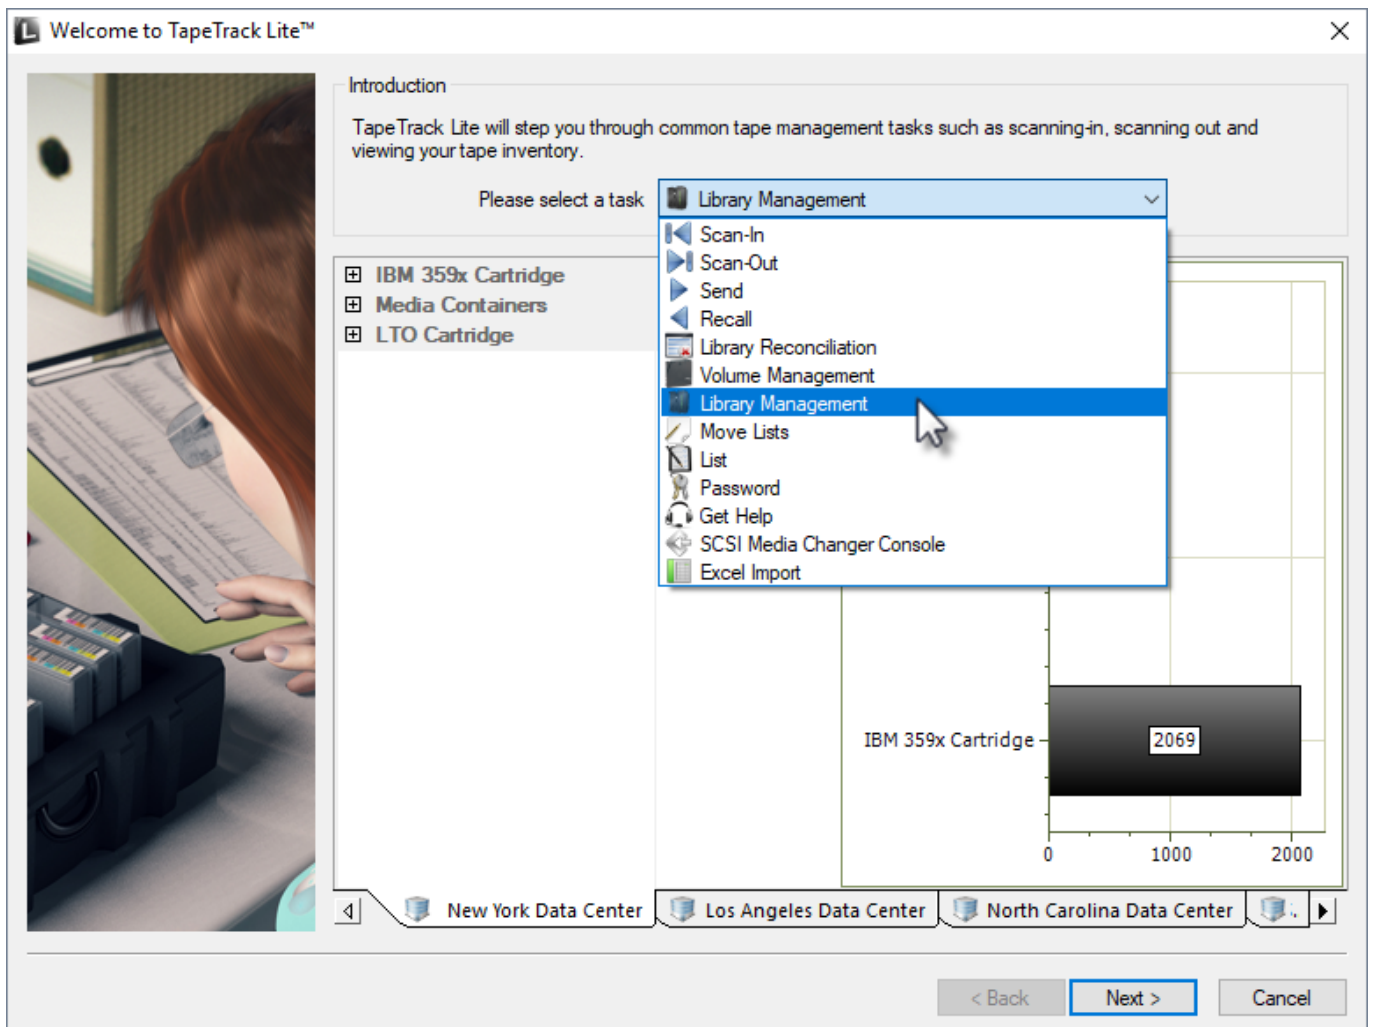 Welcome to TapeTrack Lite™
Introduction
TapeTrack Lite will step you through common tape management tasks such as scanning-in, scanning out and
viewing your tape inventory.
Please select a task
Library Management
Scan-In
Scan-Out
Send
Recall
Library Reconciliation
Volume Management
Library Management
Move Lists
List
Password
Get Help
SCSI Media Changer Console
Excel Import
IBM 359x Cartridge
Media Containers
LTO Cartridge
IBM 359x Cartridge
2069
0 1000 2000
New York Data Center
Los Angeles Data Center
North Carolina Data Center
< Back
Next >
Cancel